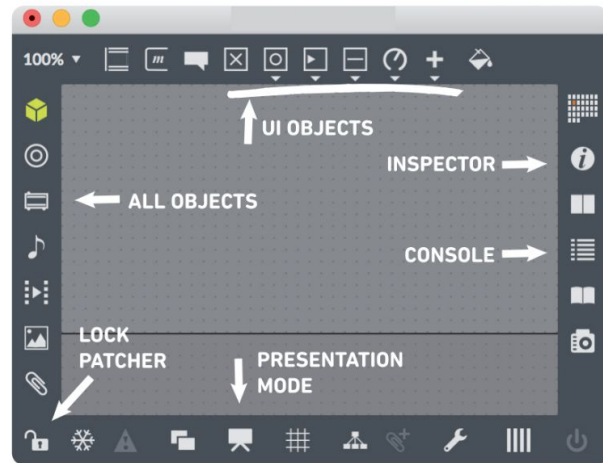 100%
m
UI OBJECTS
INSPECTOR
i
ALL OBJECTS
CONSOLE
LOCK
PATCHER
PRESENTATION
MODE